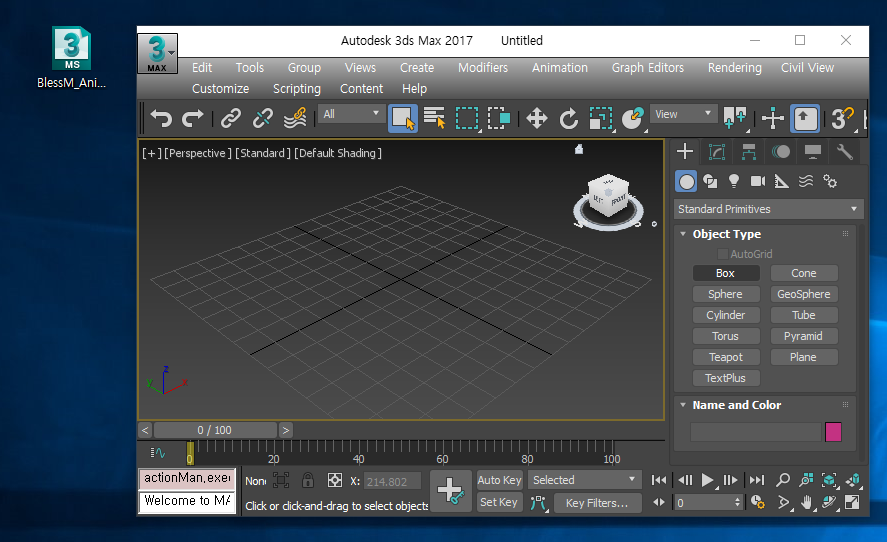 3
MS
BlessM_Ani...
3
MAX
Autodesk 3ds Max 2017 Untitled
Edit Tools Group Views Create Modifiers Animation Graph Editors Rendering Civil View
Customize Scripting Content Help
All
View
3
[+] [Perspective] [Standard] [Default Shading]
FRONT
Standard Primitives
Object Type
AutoGrid
Box Cone
Sphere GeoSphere
Cylinder Tube
Torus Pyramid
Teapot Plane
TextPlus
Name and Color
z
y
x
< 0 / 100 >
0 20 40 60 80 100
actionMan.exe
Welcome to MA
None
X: 214.802
Click or click-and-drag to select objects
Auto Key Selected
Set Key Key Filters...
0